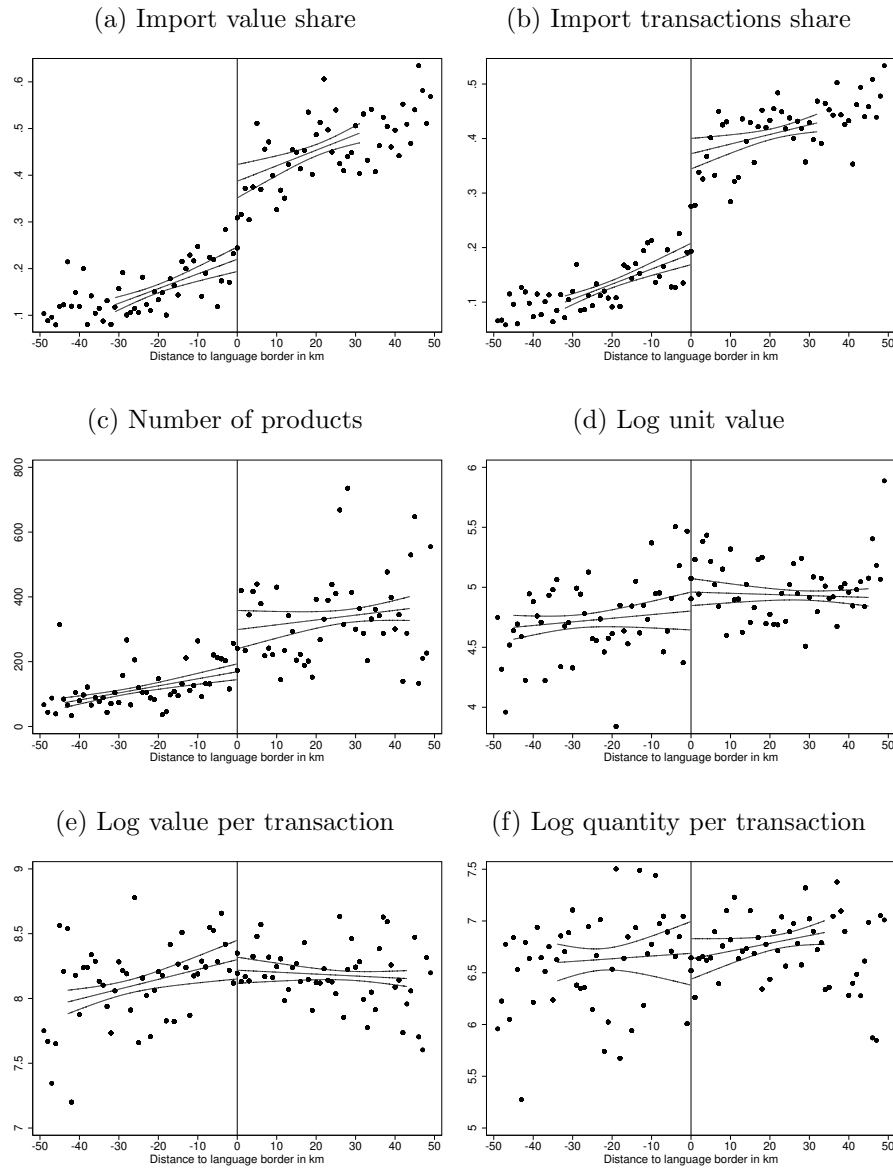 (a) Import value share
(b) Import transactions share
.6
.5
.4
.3
.2
.1
-50 -40 -30 -20 -10 0 10 20 30 40 50
Distance to language border in km
.5
.4
.3
.2
.1
-50 -40 -30 -20 -10 0 10 20 30 40 50
Distance to language border in km
(c) Number of products
(d) Log unit value
800
600
400
200
0
-50 -40 -30 -20 -10 0 10 20 30 40 50
Distance to language border in km
6
5.5
5
4.5
4
-50 -40 -30 -20 -10 0 10 20 30 40 50
Distance to language border in km
(e) Log value per transaction
(f) Log quantity per transaction
9
8.5
8
7.5
7
-50 -40 -30 -20 -10 0 10 20 30 40 50
Distance to language border in km
7.5
7
6.5
6
5.5
5
-50 -40 -30 -20 -10 0 10 20 30 40 50
Distance to language border in km